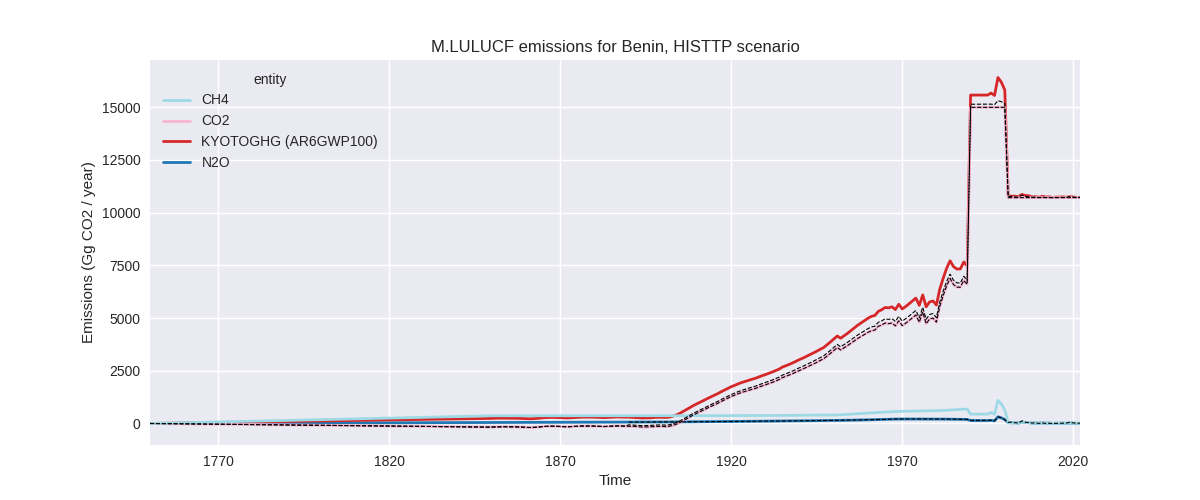 M.LULUCF emissions for Benin, HISTTP scenario
entity
CH4
CO2
KYOTOGHG (AR6GWP100)
N2O
Emissions (Gg CO2 / year)
15000
12500
10000
7500
5000
2500
0
1770 1820 1870 1920 1970 2020
Time